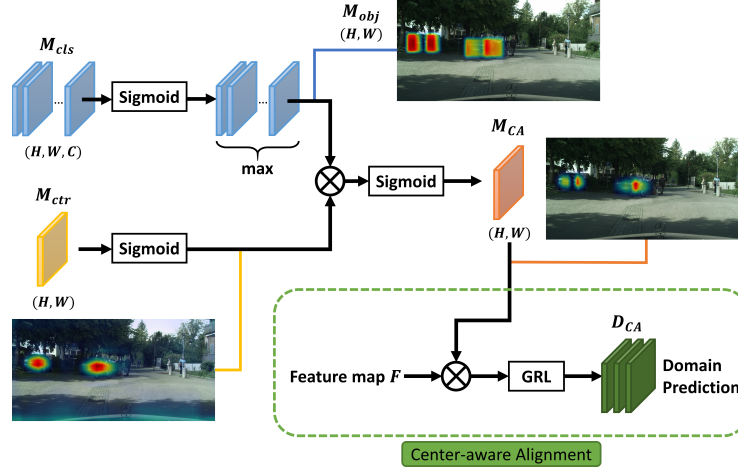 M_obj
(H, W)
M_cls
...
...
Sigmoid
(H, W, C)
max
M_CA
Sigmoid
M_ctr
Sigmoid
(H, W)
(H, W)
D_CA
Feature map F
GRL
Domain
Prediction
Center-aware Alignment